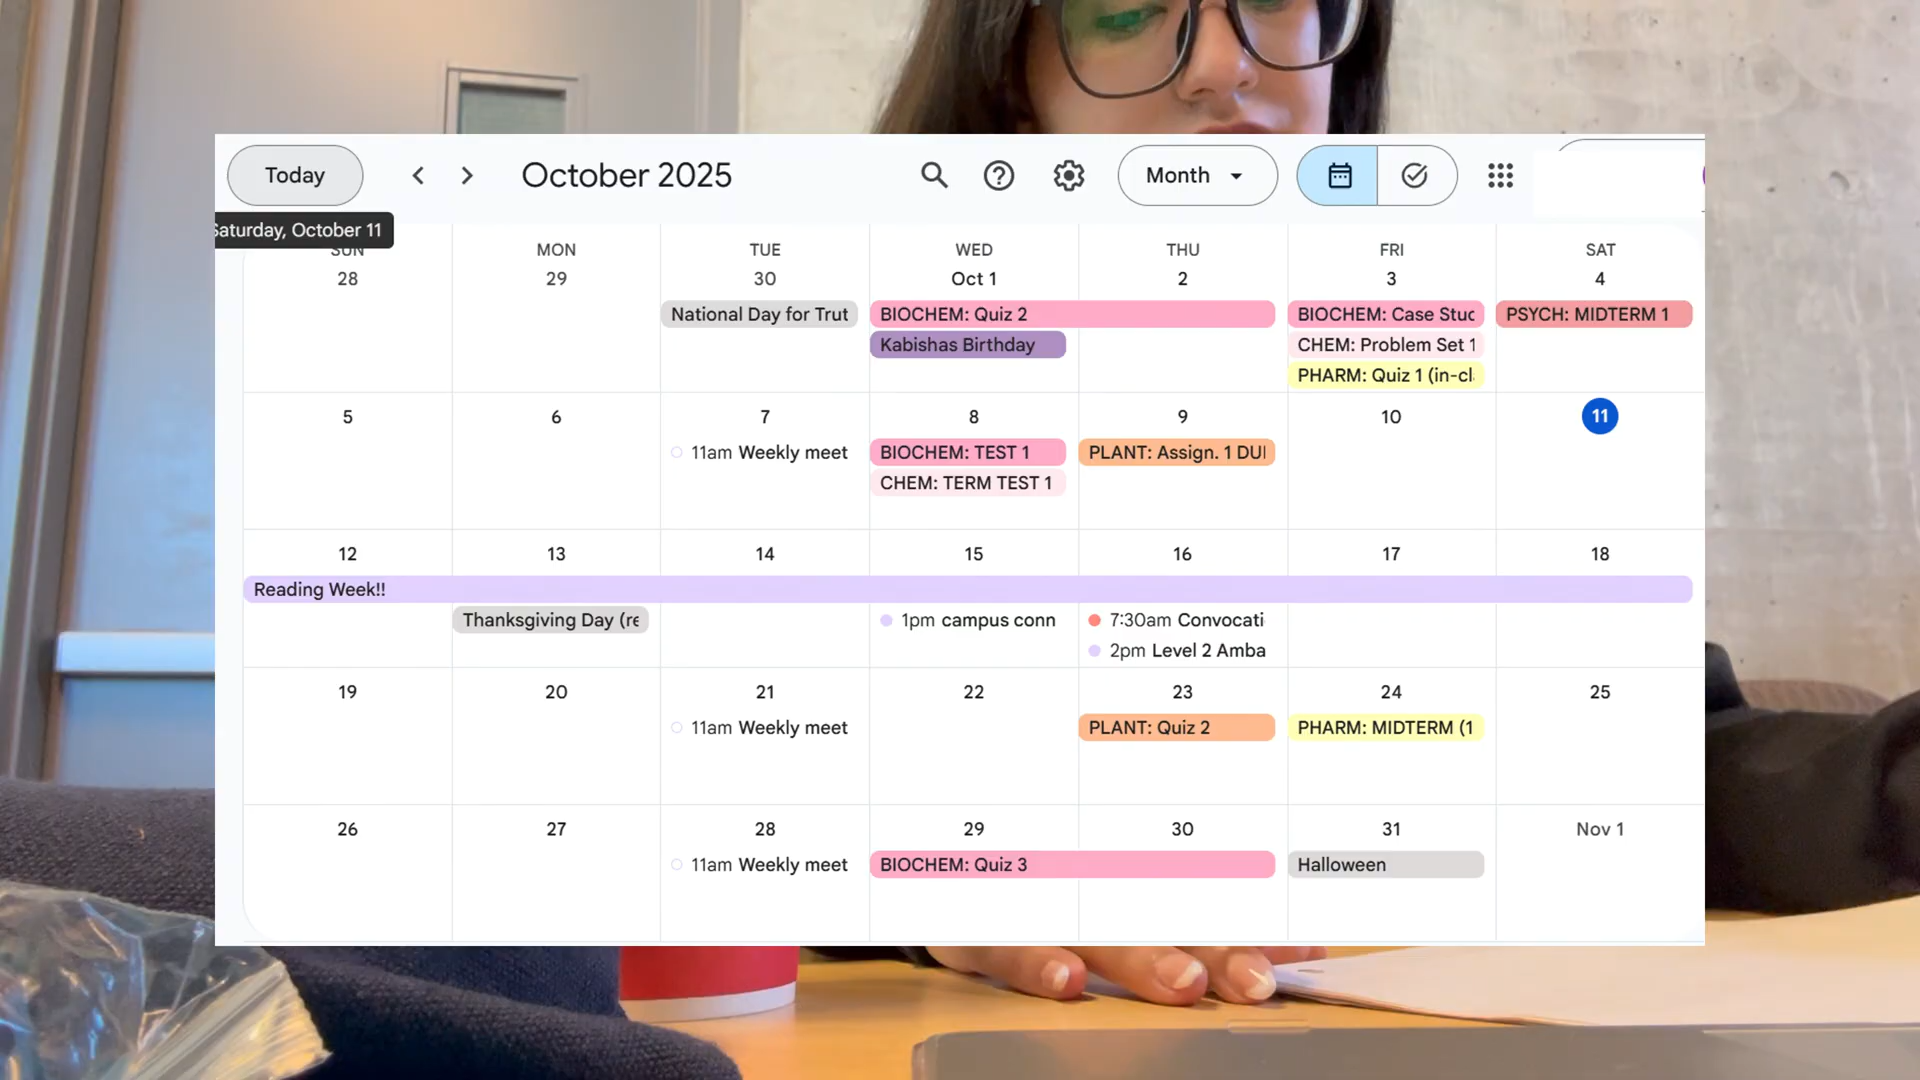 Today
October 2025
Month
Saturday, October 11
SUN MON TUE WED THU FRI SAT
28 29 30 Oct 1 2 3 4
National Day for Trut
BIOCHEM: Quiz 2
BIOCHEM: Case Stud
PSYCH: MIDTERM 1
Kabishas Birthday
CHEM: Problem Set 1
PHARM: Quiz 1 (in-cl
5 6 7 8 9 10 11
11am Weekly meet
BIOCHEM: TEST 1
PLANT: Assign. 1 DU
CHEM: TERM TEST 1
12 13 14 15 16 17 18
Reading Week!!
Thanksgiving Day (re
1pm campus conn
7:30am Convocati
2pm Level 2 Amba
19 20 21 22 23 24 25
11am Weekly meet
PLANT: Quiz 2
PHARM: MIDTERM (1
26 27 28 29 30 31 Nov 1
11am Weekly meet
BIOCHEM: Quiz 3
Halloween